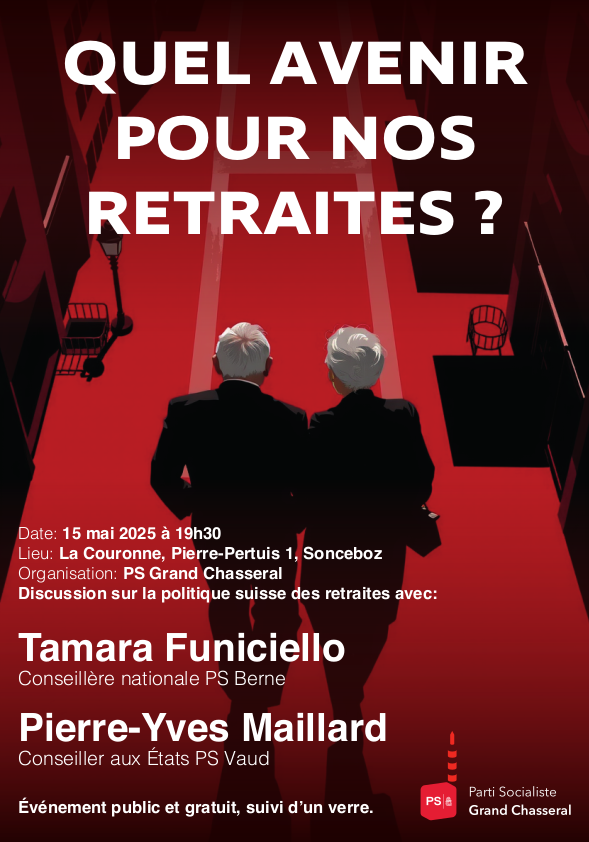 QUEL AVENIR
POUR NOS
RETRAITES ?
Date: 15 mai 2025 à 19h30
Lieu: La Couronne, Pierre-Pertuis 1, Sonceboz
Organisation: PS Grand Chasseral
Discussion sur la politique suisse des retraites avec:
Tamara Funiciello
Conseillère nationale PS Berne
Pierre-Yves Maillard
Conseiller aux États PS Vaud
Événement public et gratuit, suivi d’un verre.
PS
Parti Socialiste
Grand Chasseral